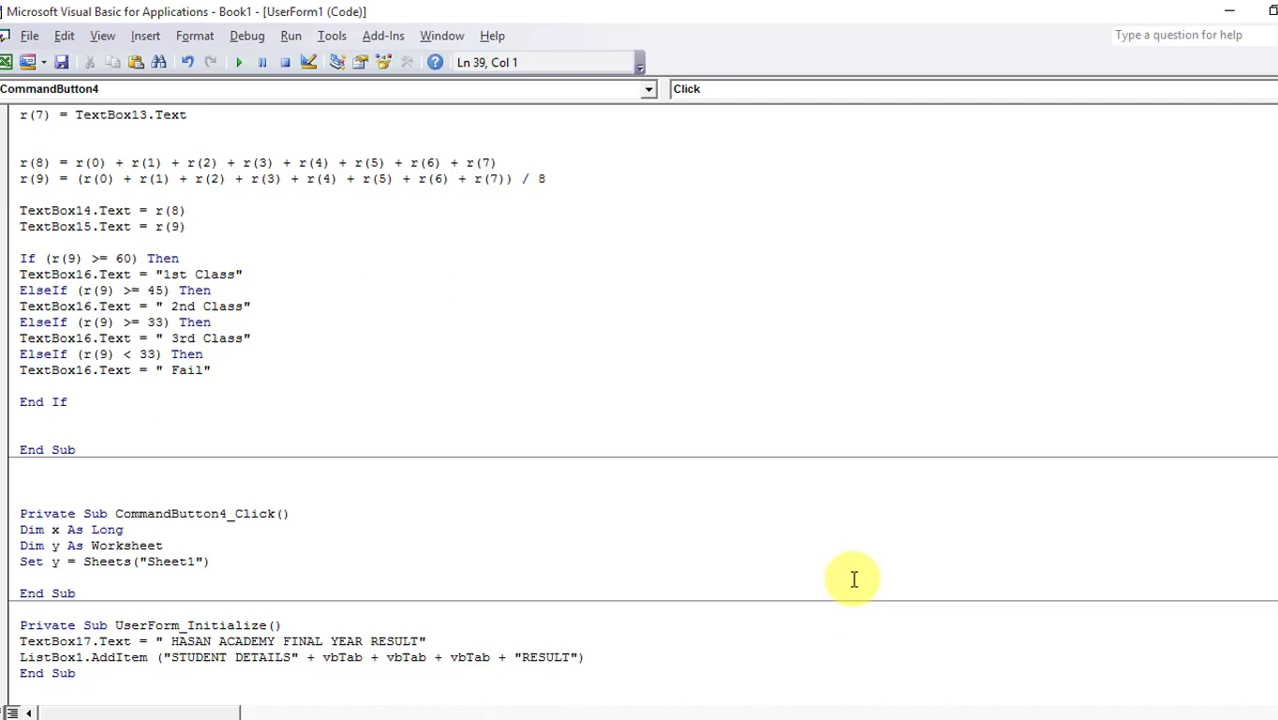 Microsoft Visual Basic for Applications - Book1 - [UserForm1 (Code)]
File Edit View Insert Format Debug Run Tools Add-Ins Window Help
Type a question for help
Ln 39, Col 1
CommandButton4
Click
r(7) = TextBox13.Text
r(8) = r(0) + r(1) + r(2) + r(3) + r(4) + r(5) + r(6) + r(7)
r(9) = (r(0) + r(1) + r(2) + r(3) + r(4) + r(5) + r(6) + r(7)) / 8
TextBox14.Text = r(8)
TextBox15.Text = r(9)
If (r(9) >= 60) Then
TextBox16.Text = "1st Class"
ElseIf (r(9) >= 45) Then
TextBox16.Text = " 2nd Class"
ElseIf (r(9) >= 33) Then
TextBox16.Text = " 3rd Class"
ElseIf (r(9) < 33) Then
TextBox16.Text = " Fail"
End If
End Sub
Private Sub CommandButton4_Click()
Dim x As Long
Dim y As Worksheet
Set y = Sheets("Sheet1")
End Sub
Private Sub UserForm_Initialize()
TextBox17.Text = " HASAN ACADEMY FINAL YEAR RESULT"
ListBox1.AddItem ("STUDENT DETAILS" + vbTab + vbTab + vbTab + "RESULT")
End Sub